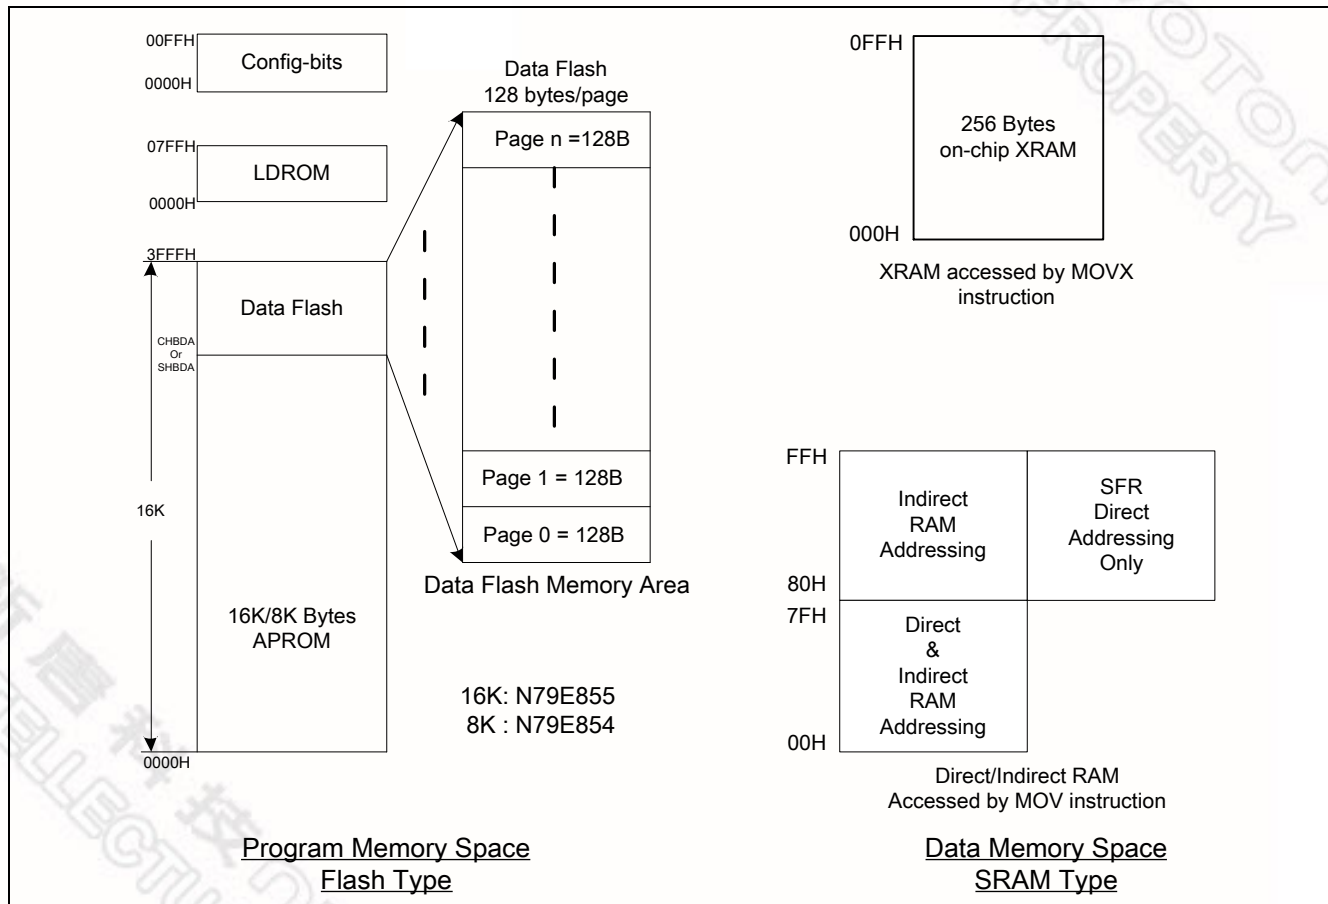 00FFH
Config-bits
0000H
07FFH
LDROM
0000H
3FFFH
Data Flash
CHBDA
Or
SHBDA
16K
16K/8K Bytes
APROM
0000H
Data Flash
128 bytes/page
Page n =128B
Page 1 = 128B
Page 0 = 128B
Data Flash Memory Area
16K: N79E855
8K : N79E854
Program Memory Space
Flash Type
0FFH
256 Bytes
on-chip XRAM
000H
XRAM accessed by MOVX
instruction
FFH
Indirect
RAM
Addressing
SFR
Direct
Addressing
Only
80H
7FH
Direct
&
Indirect
RAM
Addressing
00H
Direct/Indirect RAM
Accessed by MOV instruction
Data Memory Space
SRAM Type
PROPERTY